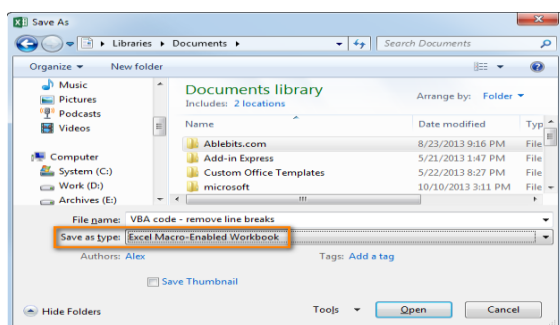 Save As
Libraries Documents Search Documents
Organize New folder
Music
Pictures
Podcasts
Videos
Computer
System (C:)
Work (D:)
Archives (E:)
Documents library
Includes: 2 locations
Arrange by: Folder
Name Date modified Typ
Ablebits.com 8/23/2013 9:16 PM File
Add-in Express 5/21/2013 1:47 PM File
Custom Office Templates 5/22/2013 8:27 PM File
microsoft 10/10/2013 3:11 PM File
File name: VBA code - remove line breaks
Save as type: Excel Macro-Enabled Workbook
Authors: Alex Tags: Add a tag
Save Thumbnail
Hide Folders Tools Open Cancel